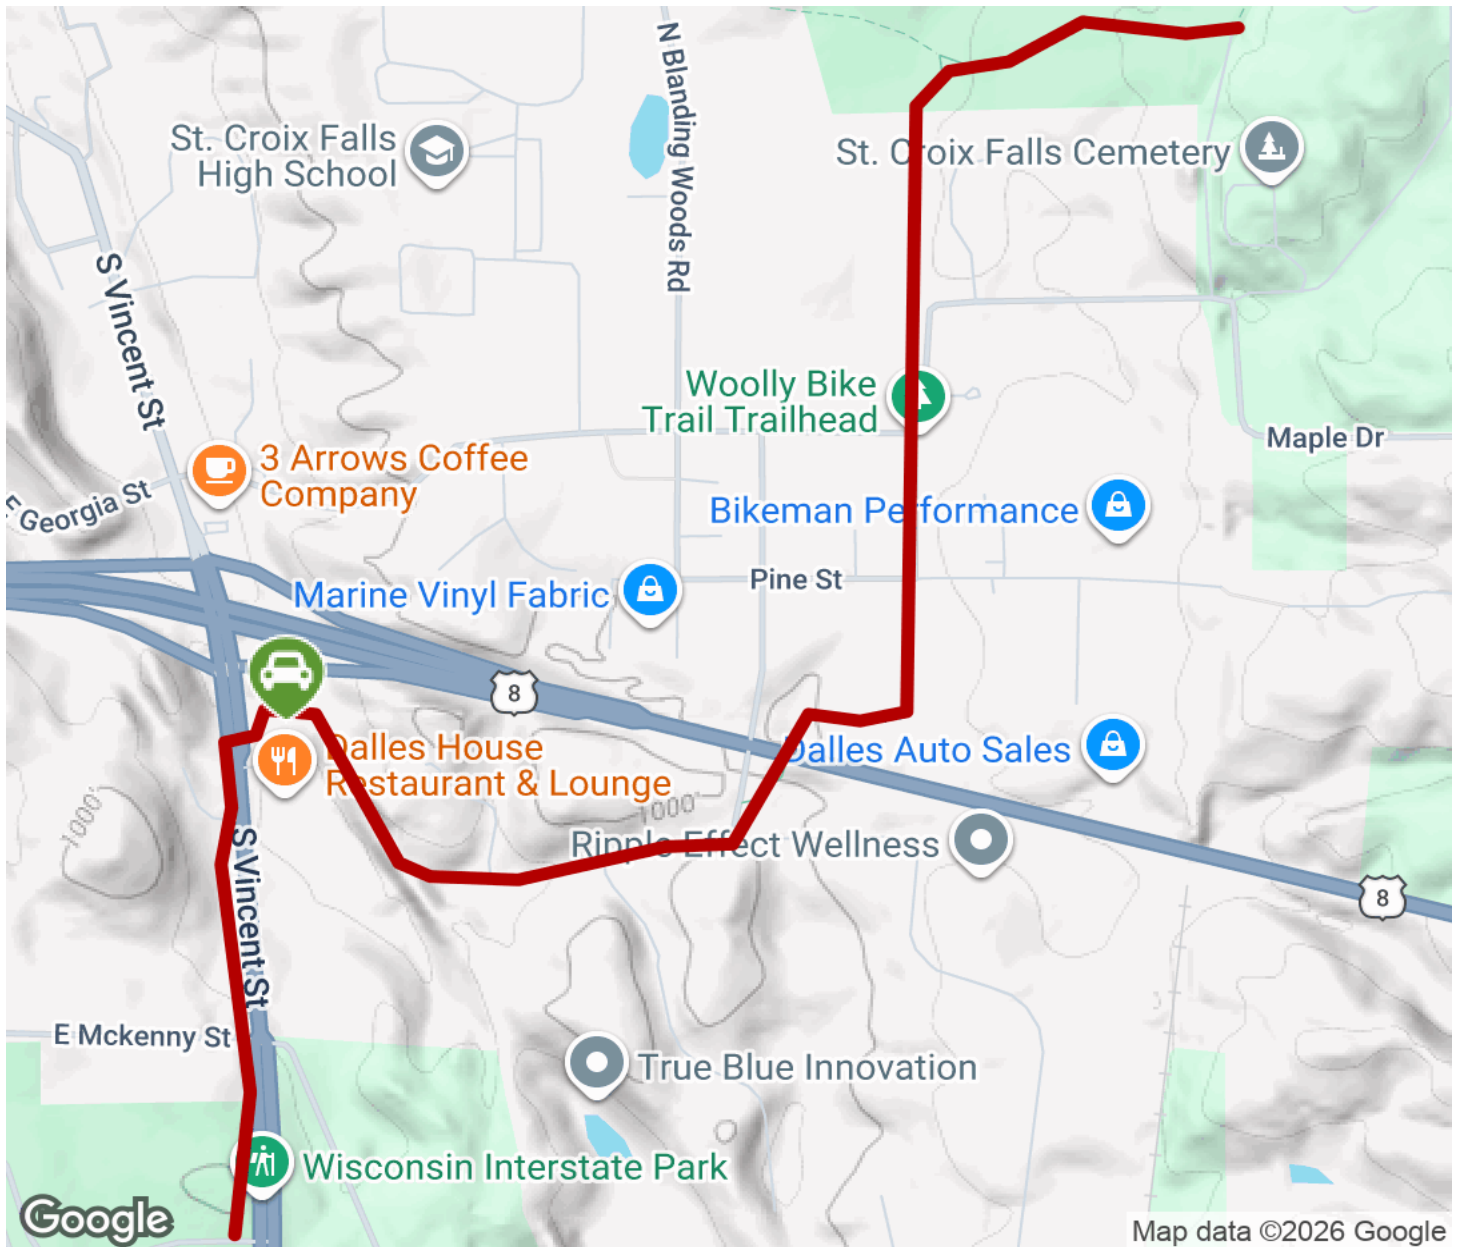 N Blanding Woods Rd
St. Croix Falls
High School
St. Croix Falls Cemetery
S Vincent St
Woolly Bike
Trail Trailhead
Maple Dr
3 Arrows Coffee
Company
E Georgia St
Bikeman Performance
Marine Vinyl Fabric
Pine St
8
Dalles House
Restaurant & Lounge
Dalles Auto Sales
1000'
1000'
Ripple Effect Wellness
8
S Vincent St
E Mckenny St
True Blue Innovation
Wisconsin Interstate Park
Google
Map data ©2026 Google